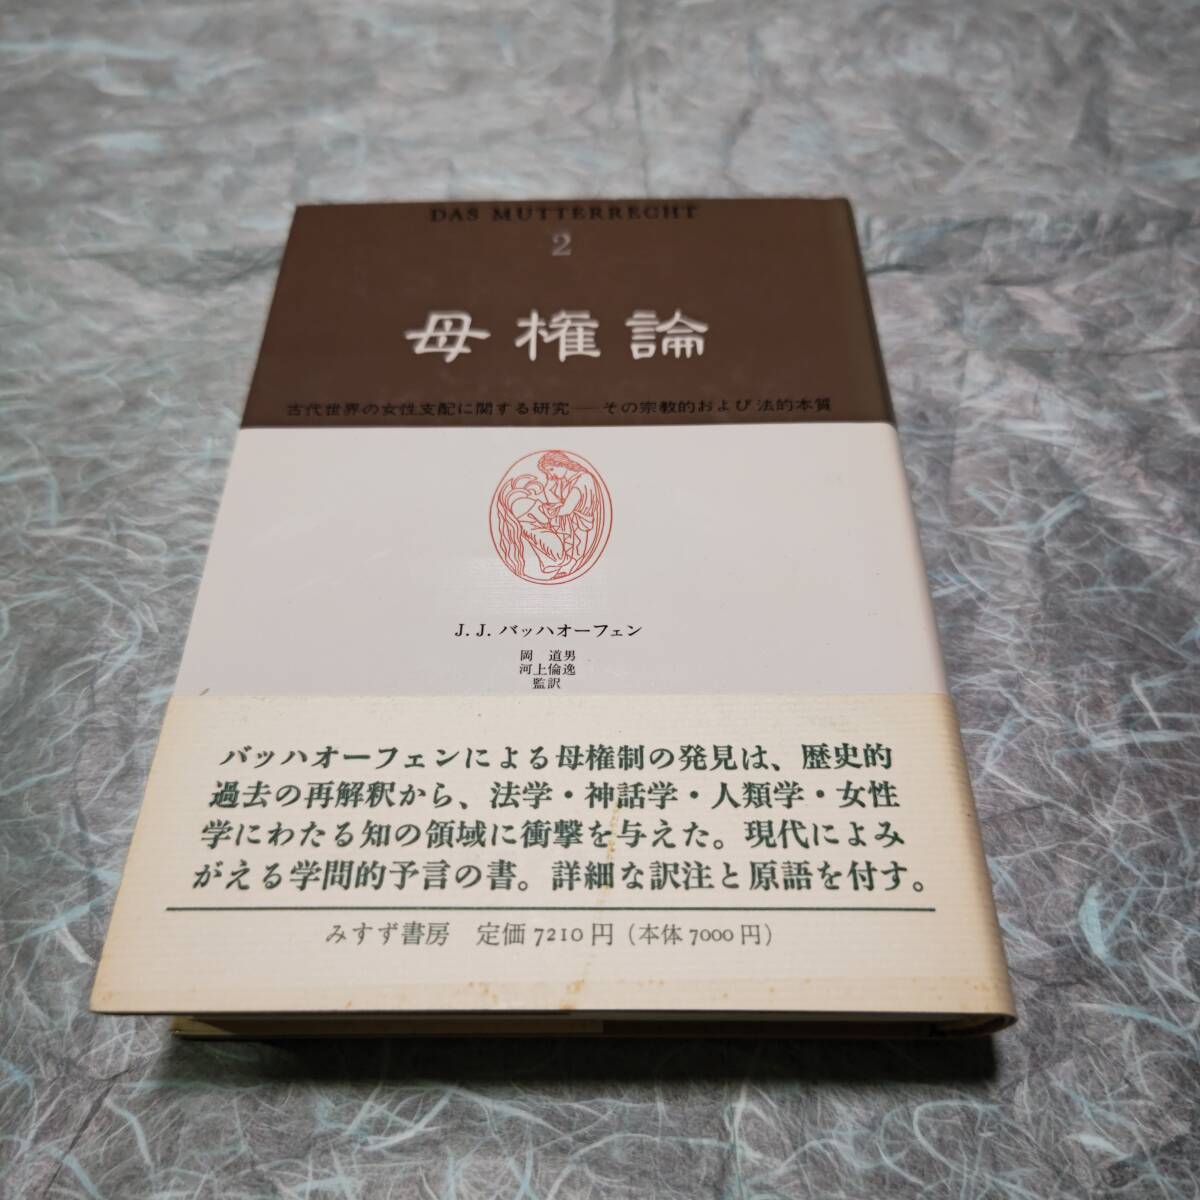 DAS MUTTERRECHT
2
母権論
古代世界の女性支配に関する研究――その宗教的および法的本質
J. J. バッハオーフェン
岡　道男
河上倫逸
監訳
バッハオーフェンによる母権制の発見は、歴史的
過去の再解釈から、法学・神話学・人類学・女性
学にわたる知の領域に衝撃を与えた。現代によみ
がえる学問的予言の書。詳細な訳注と原語を付す。
みすず書房　定価 7210 円（本体 7000 円）